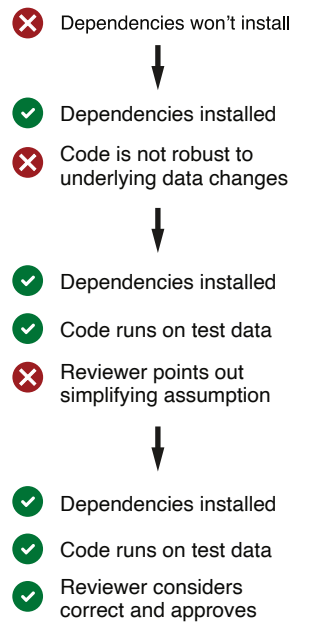 Dependencies won’t install
Dependencies installed
Code is not robust to
underlying data changes
Dependencies installed
Code runs on test data
Reviewer points out
simplifying assumption
Dependencies installed
Code runs on test data
Reviewer considers
correct and approves